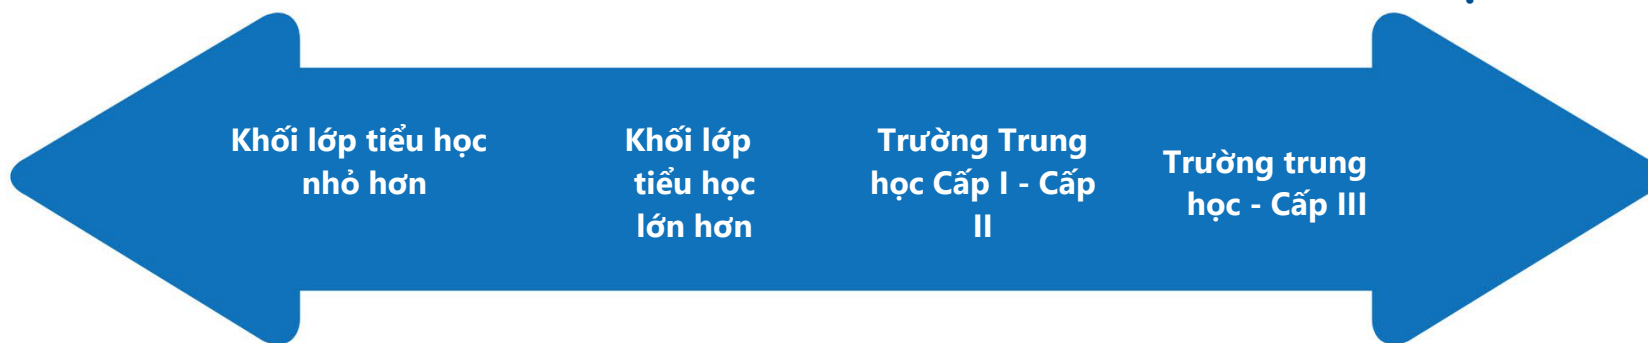 Khối lớp tiểu học
nhỏ hơn
Khối lớp
tiểu học
lớn hơn
Trường Trung
học Cấp I - Cấp
II
Trường trung
học - Cấp III